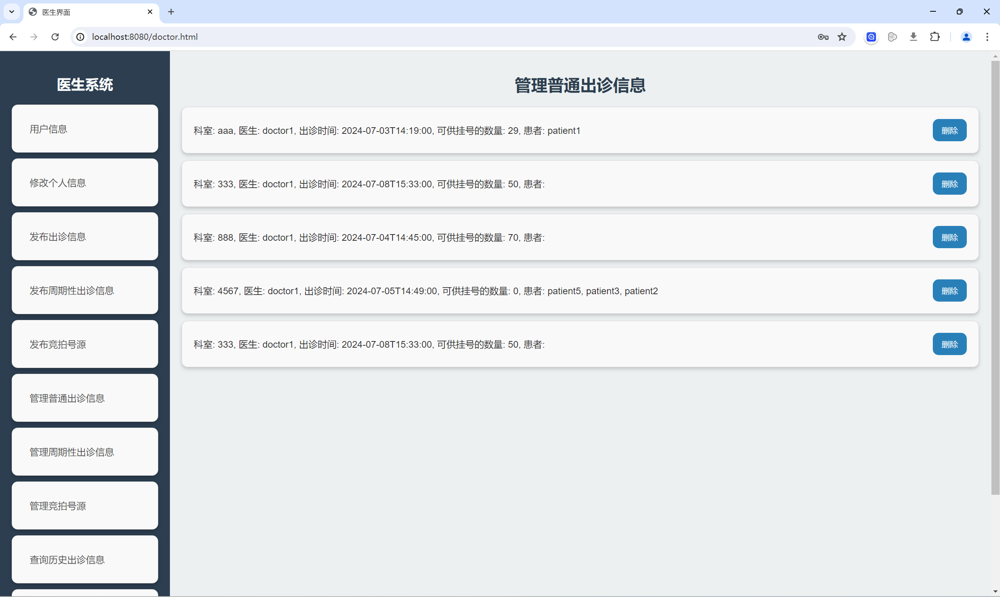 医生界面
localhost:8080/doctor.html
医生系统
用户信息
修改个人信息
发布出诊信息
发布周期性出诊信息
发布竞拍号源
管理普通出诊信息
管理周期性出诊信息
管理竞拍号源
查询历史出诊信息
管理普通出诊信息
科室: aaa, 医生: doctor1, 出诊时间: 2024-07-03T14:19:00, 可供挂号的数量: 29, 患者: patient1
删除
科室: 333, 医生: doctor1, 出诊时间: 2024-07-08T15:33:00, 可供挂号的数量: 50, 患者:
删除
科室: 888, 医生: doctor1, 出诊时间: 2024-07-04T14:45:00, 可供挂号的数量: 70, 患者:
删除
科室: 4567, 医生: doctor1, 出诊时间: 2024-07-05T14:49:00, 可供挂号的数量: 0, 患者: patient5, patient3, patient2
删除
科室: 333, 医生: doctor1, 出诊时间: 2024-07-08T15:33:00, 可供挂号的数量: 50, 患者:
删除